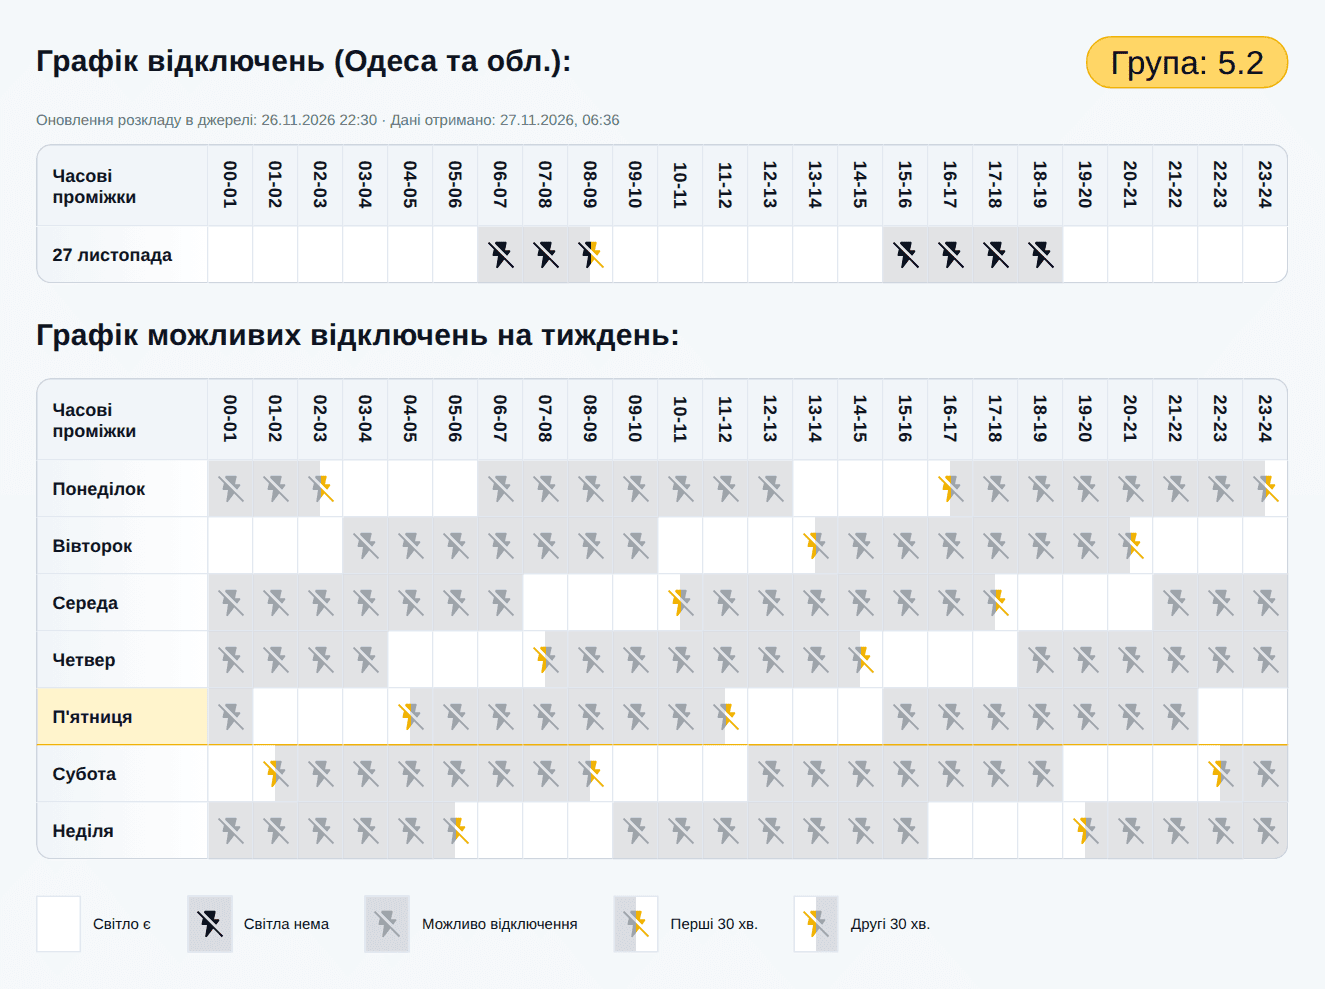 Графік відключень (Одеса та обл.):
Група: 5.2
Оновлення розкладу в джерелі: 26.11.2026 22:30 · Дані отримано: 27.11.2026, 06:36
Часові проміжки 00-01 01-02 02-03 03-04 04-05 05-06 06-07 07-08 08-09 09-10 10-11 11-12 12-13 13-14 14-15 15-16 16-17 17-18 18-19 19-20 20-21 21-22 22-23 23-24
27 листопада
Графік можливих відключень на тиждень:
Часові проміжки 00-01 01-02 02-03 03-04 04-05 05-06 06-07 07-08 08-09 09-10 10-11 11-12 12-13 13-14 14-15 15-16 16-17 17-18 18-19 19-20 20-21 21-22 22-23 23-24
Понеділок
Вівторок
Середа
Четвер
П'ятниця
Субота
Неділя
Світло є Світла нема Можливо відключення Перші 30 хв. Другі 30 хв.